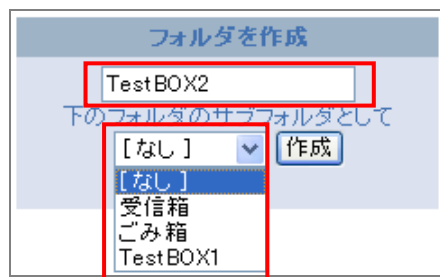 フォルダを作成
TestBOX2
下のフォルダのサブフォルダとして
[なし] 作成
[なし]
受信箱
ごみ箱
TestBOX1